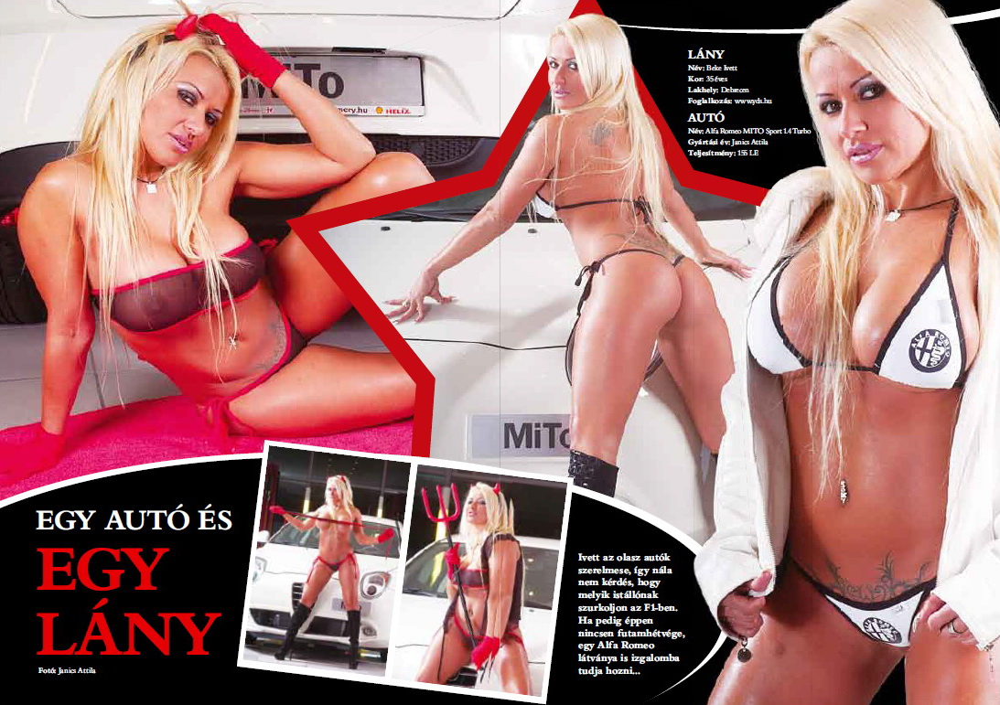 MiTo
HELIX
LÁNY
Név: Beke Ivett
Kor: 35 éves
Lakhely: Debrecen
Foglalkozás: www.yds.hu
AUTÓ
Név: Alfa Romeo MITO Sport 1.4 Turbo
Gyártási év: Janics Attila
Teljesítmény: 155 LE
ALFA ROMEO
MiTo
EGY AUTÓ ÉS
EGY
LÁNY
Fotó: Janics Attila
Ivett az olasz autók
szerelmese, így nála
nem kérdés, hogy
melyik istállónak
szurkoljon az F1-ben.
Ha pedig éppen
nincsen futamhétvége,
egy Alfa Romeo
látványa is izgalomba
tudja hozni...